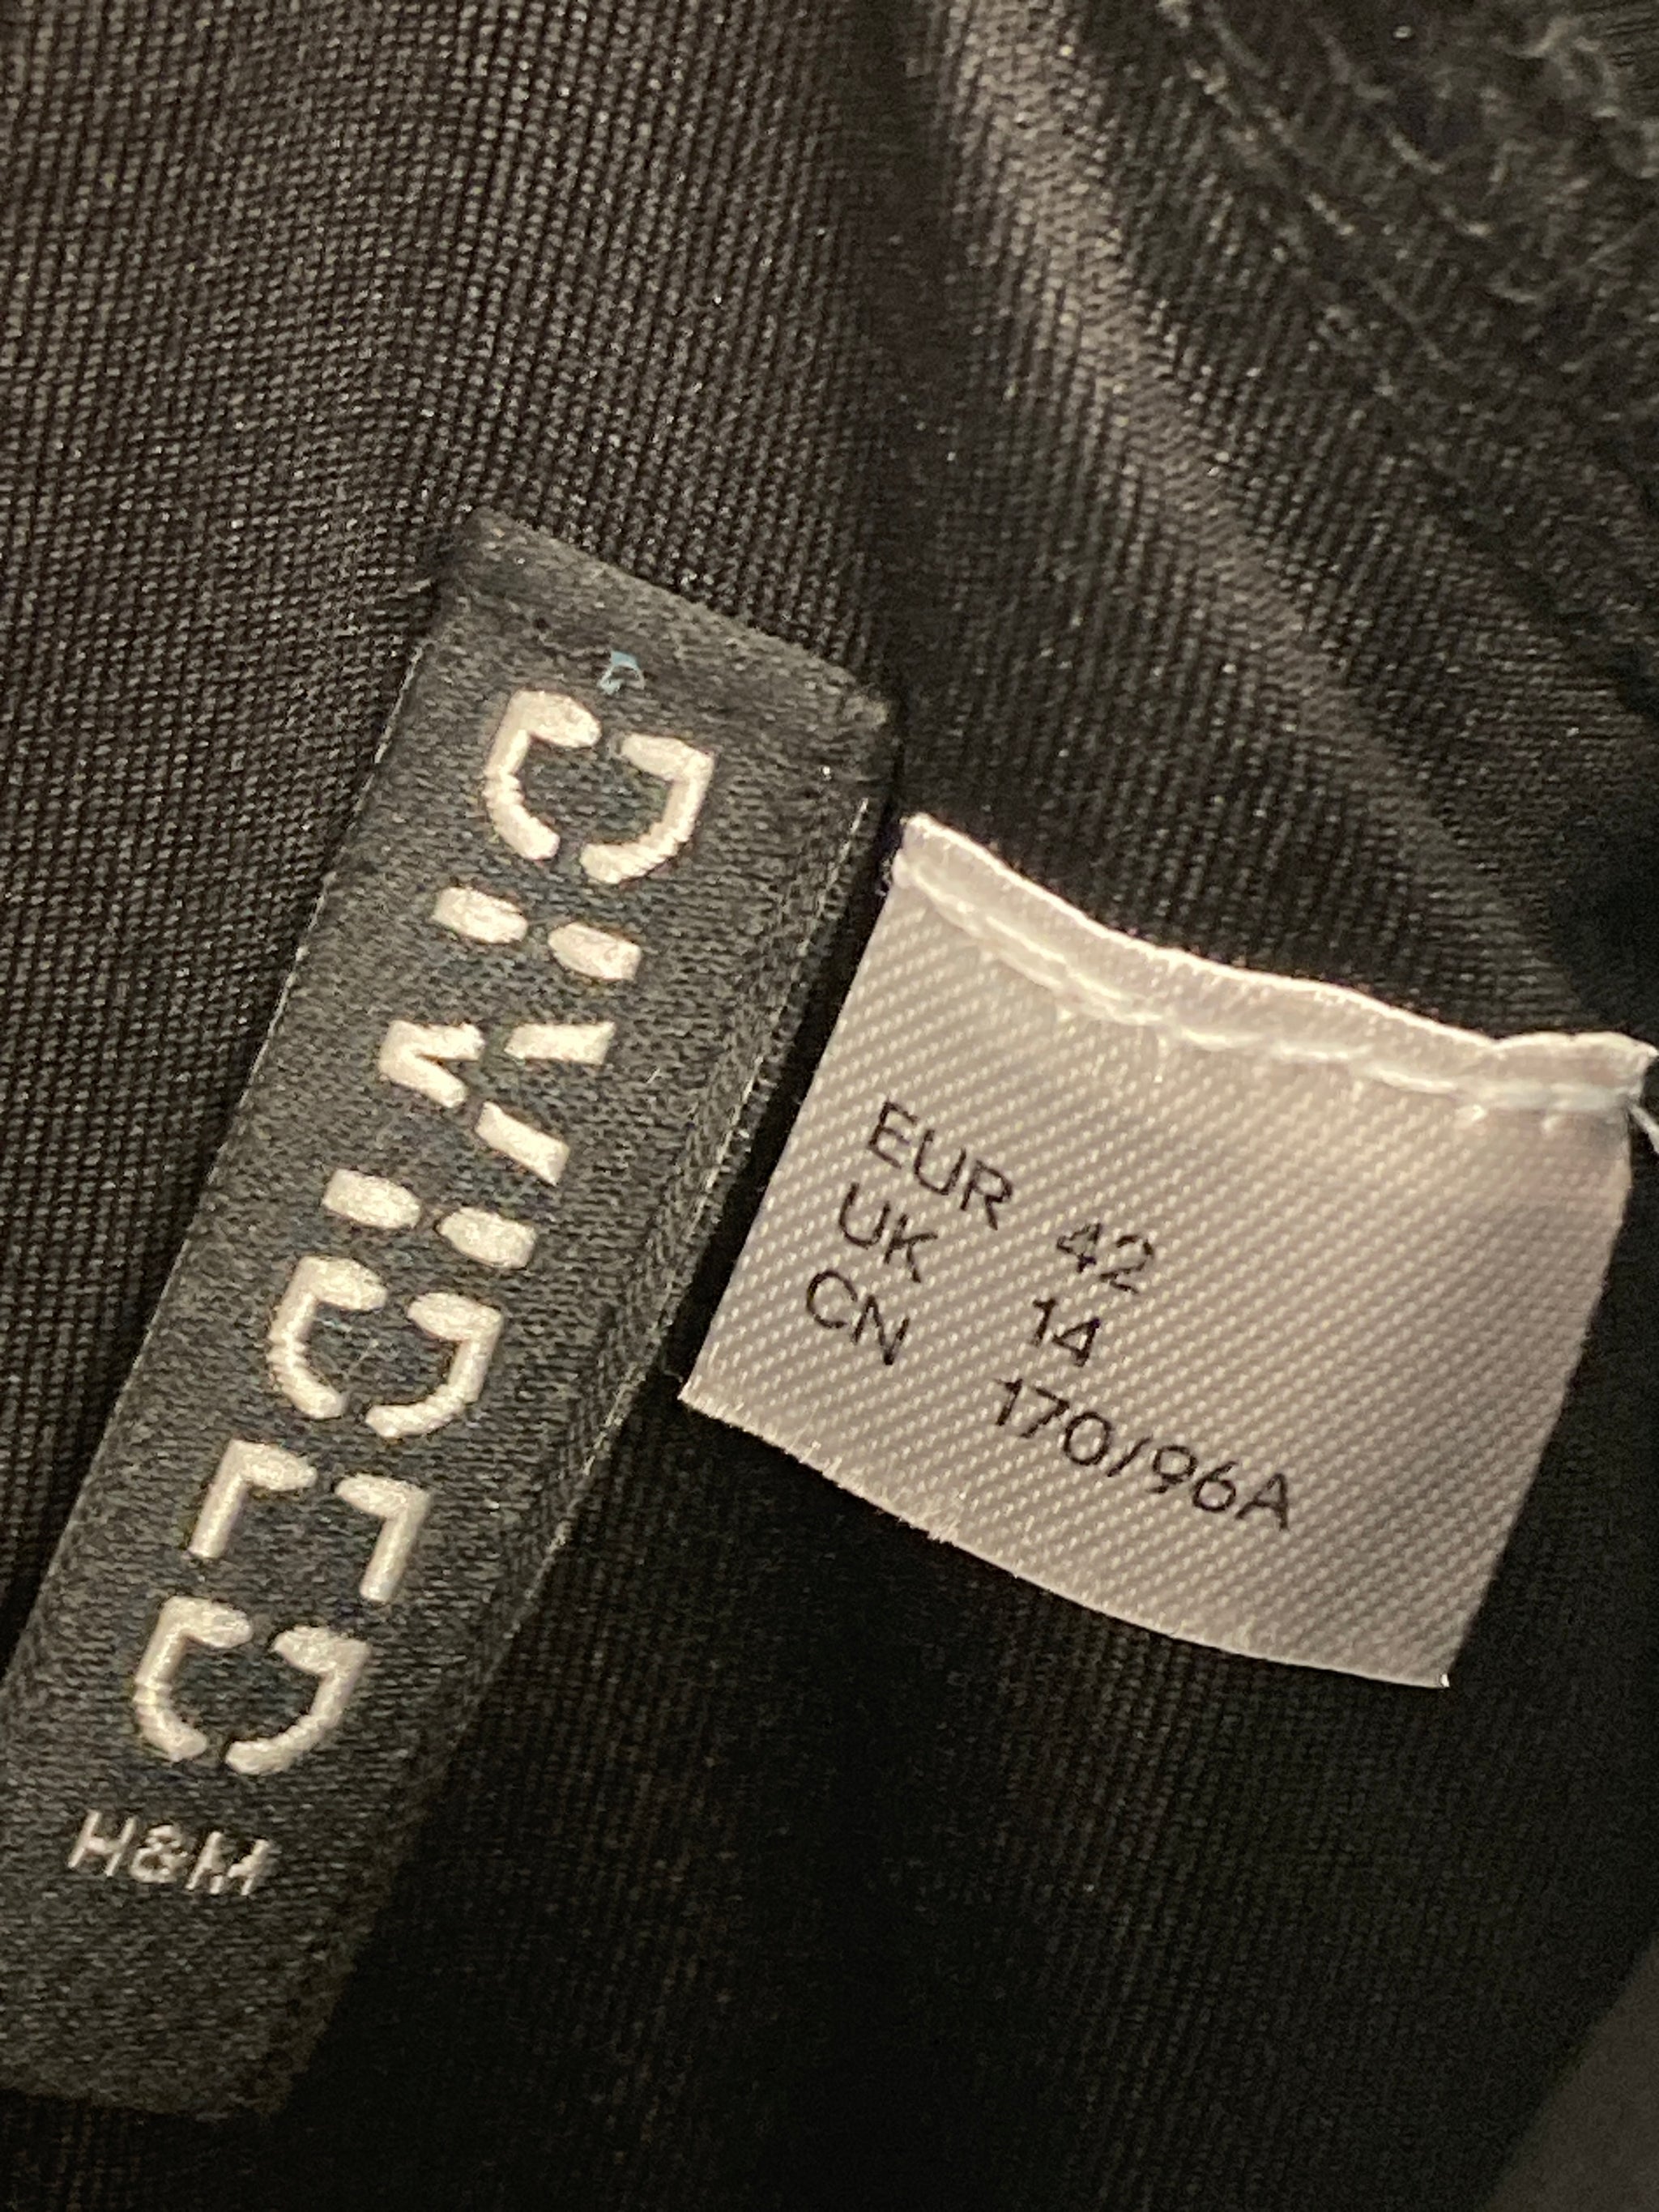 DIVIDED
H&M
EUR 42
UK 14
CN 170/96A